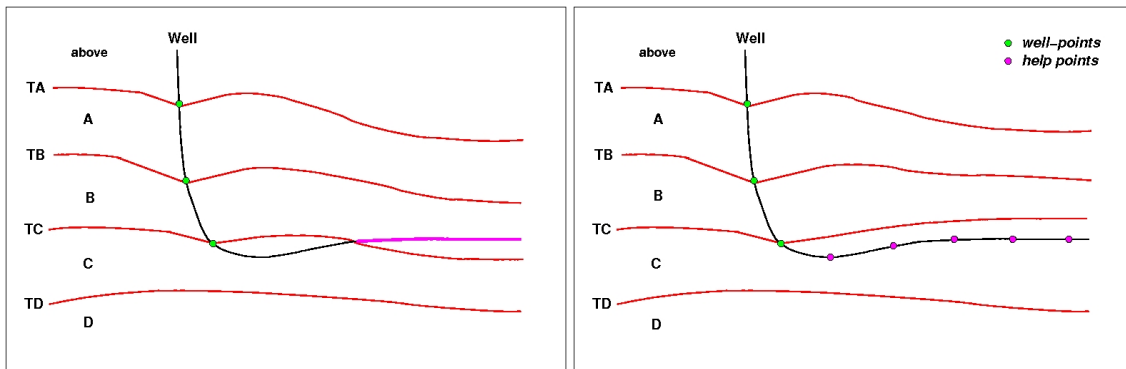 Well
above
TA
A
TB
B
TC
C
TD
D
Well
above
well-points
help points
TA
A
TB
B
TC
C
TD
D